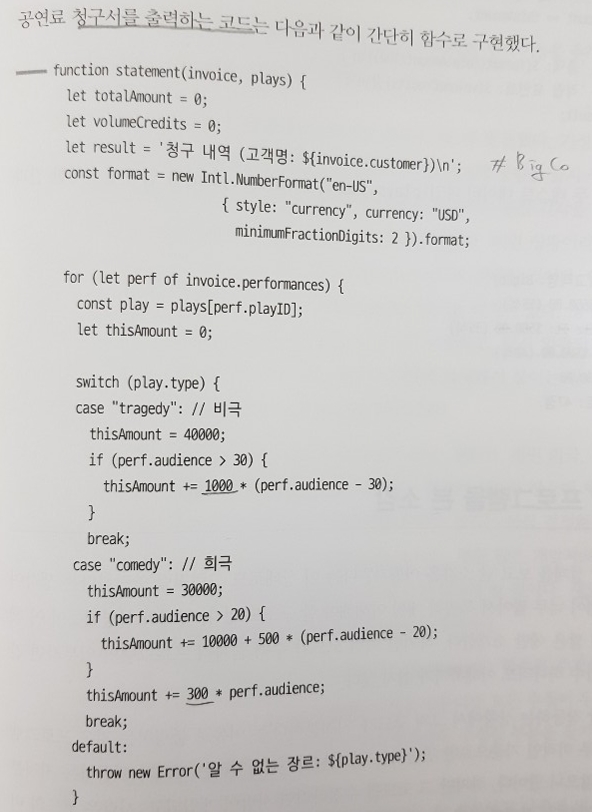 공연료 청구서를 출력하는 코드는 다음과 같이 간단히 함수로 구현했다.
function statement(invoice, plays) {
let totalAmount = 0;
let volumeCredits = 0;
let result = '청구 내역 (고객명: ${invoice.customer})\n'; # BigCo
const format = new Intl.NumberFormat("en-US",
{ style: "currency", currency: "USD",
minimumFractionDigits: 2 }).format;
for (let perf of invoice.performances) {
const play = plays[perf.playID];
let thisAmount = 0;
switch (play.type) {
case "tragedy": // 비극
thisAmount = 40000;
if (perf.audience > 30) {
thisAmount += 1000 * (perf.audience - 30);
}
break;
case "comedy": // 희극
thisAmount = 30000;
if (perf.audience > 20) {
thisAmount += 10000 + 500 * (perf.audience - 20);
}
thisAmount += 300 * perf.audience;
break;
default:
throw new Error('알 수 없는 장르: ${play.type}');
}